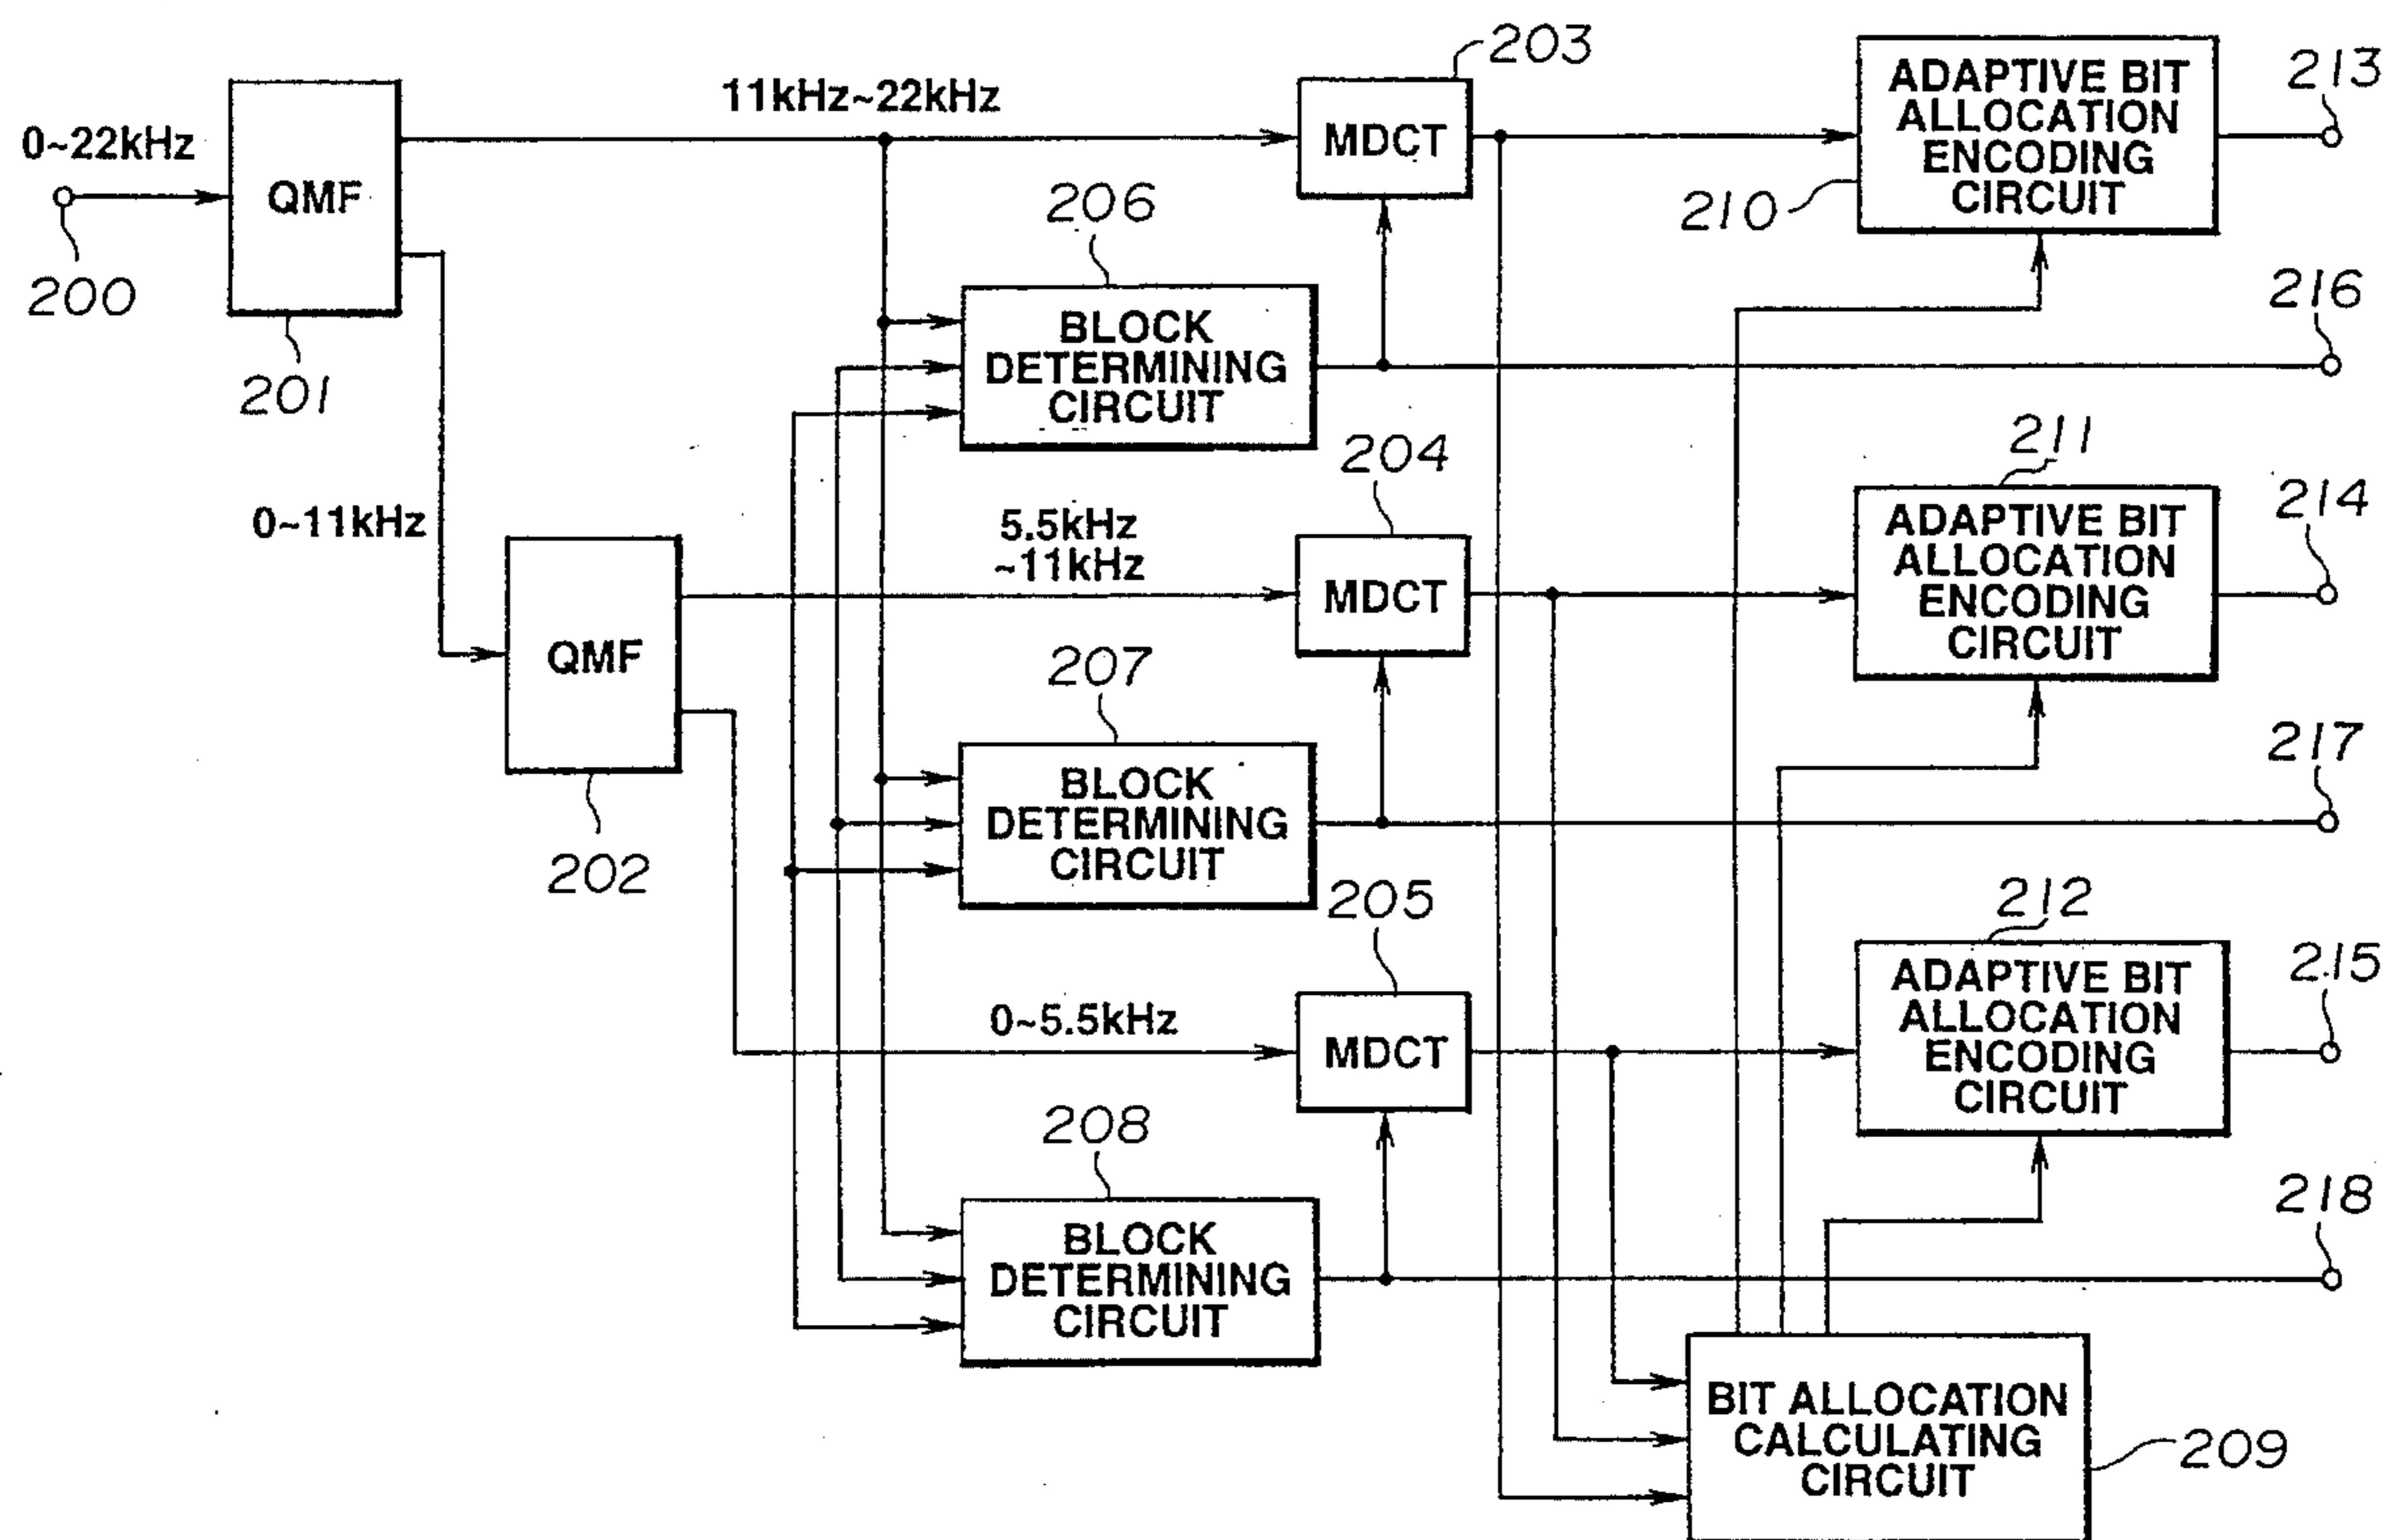 203
213
11kHz~22kHz
ADAPTIVE BIT
ALLOCATION
ENCODING
CIRCUIT
0~22kHz
QMF
MDCT
206
210
200
216
201
BLOCK
DETERMINING
CIRCUIT
204
211
214
0~11kHz
5.5kHz
~11kHz
ADAPTIVE BIT
ALLOCATION
ENCODING
CIRCUIT
QMF
MDCT
207
217
202
BLOCK
DETERMINING
CIRCUIT
205
212
215
0~5.5kHz
MDCT
ADAPTIVE BIT
ALLOCATION
ENCODING
CIRCUIT
208
218
BLOCK
DETERMINING
CIRCUIT
BIT ALLOCATION
CALCULATING
CIRCUIT
209